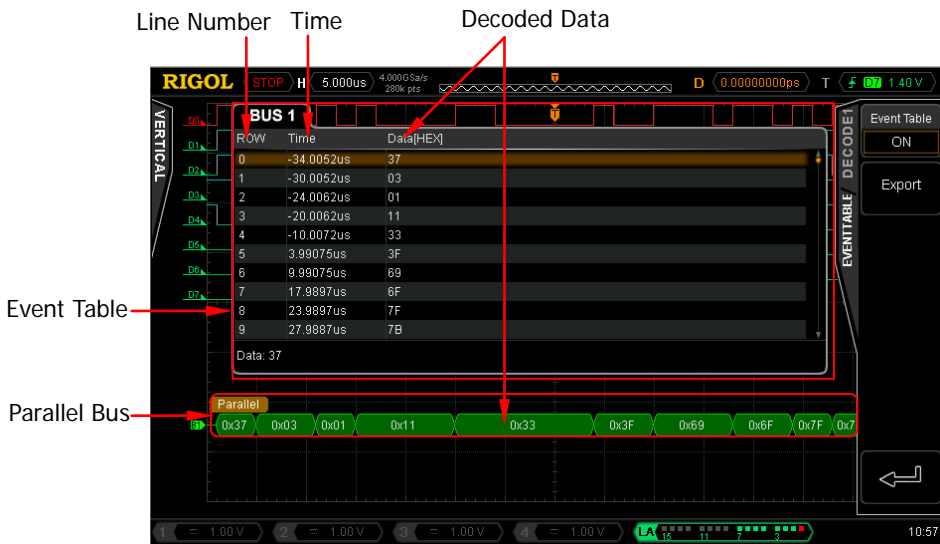 Line Number Time Decoded Data
RIGOL STOP H 5.000us 4.000GSa/s 280k pts D 0.00000000ps T D7 1.40 V
T
VERTICAL
D0
D1
D2
D3
D4
D5
D6
D7
BUS 1
T
ROW Time Data[HEX]
0 -34.0052us 37
1 -30.0052us 03
2 -24.0062us 01
3 -20.0062us 11
4 -10.0072us 33
5 3.99075us 3F
6 9.99075us 69
7 17.9897us 6F
8 23.9897us 7F
9 27.9887us 7B
Data: 37
DECODE1
EVENTTABLE
Event Table
ON
Export
Event Table
Parallel Bus
Parallel
B1 0x37 0x03 0x01 0x11 0x33 0x3F 0x69 0x6F 0x7F 0x7
1 = 1.00 V 2 = 1.00 V 3 = 1.00 V 4 = 1.00 V LA 15 11 7 3 10:57